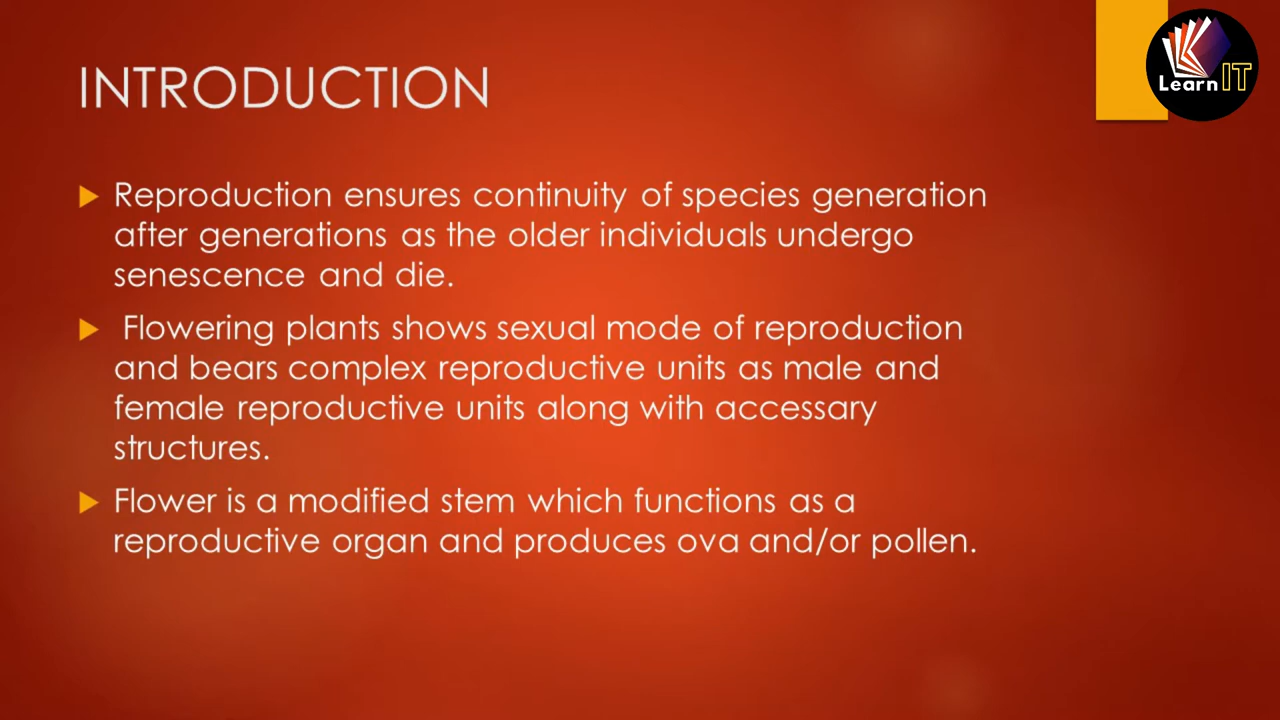 INTRODUCTION
Learn IT
Reproduction ensures continuity of species generation
after generations as the older individuals undergo
senescence and die.
Flowering plants shows sexual mode of reproduction
and bears complex reproductive units as male and
female reproductive units along with accessary
structures.
Flower is a modified stem which functions as a
reproductive organ and produces ova and/or pollen.